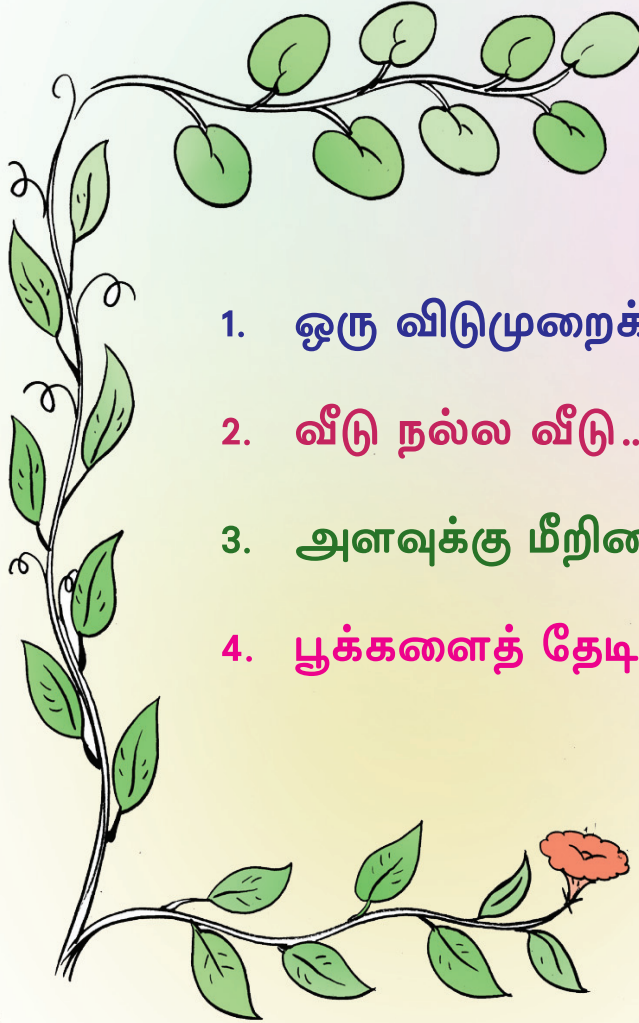 1. ஒரு விடுமுறைக்
2. வீடு நல்ல வீடு..
3. அளவுக்கு
4. பூக்களைத் தேடி